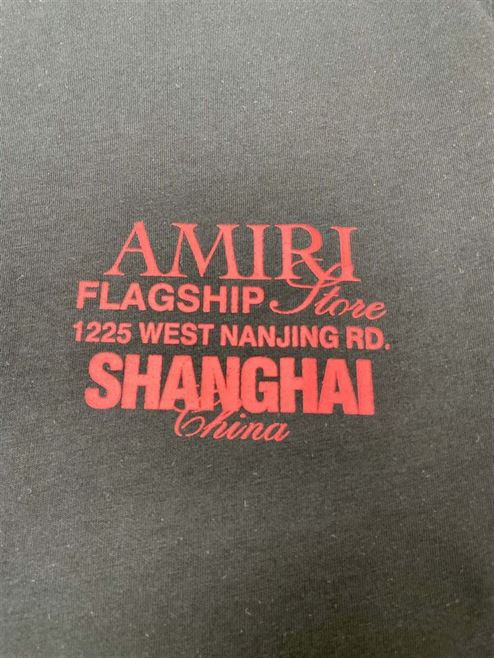 AMIRI
FLAGSHIP Store
1225 WEST NANJING RD.
SHANGHAI
China